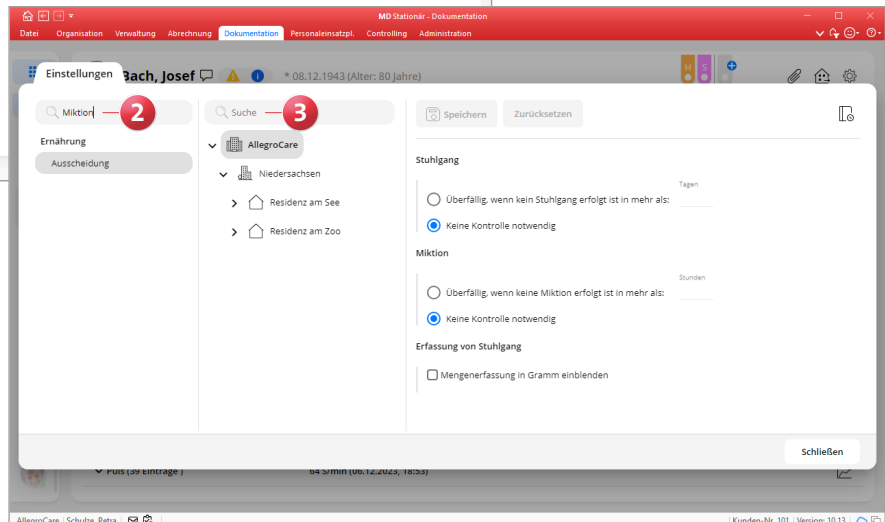 MD Stationär - Dokumentation
Datei Organisation Verwaltung Abrechnung Dokumentation Personaleinsatzpl. Controlling Administration
Einstellungen
Bach, Josef * 08.12.1943 (Alter: 80 Jahre)
M S
Miktion 2
Suche 3
Speichern Zurücksetzen
Ernährung
Ausscheidung
AllegroCare
Niedersachsen
Residenz am See
Residenz am Zoo
Stuhlgang
Tagen
Überfällig, wenn kein Stuhlgang erfolgt ist in mehr als:
Keine Kontrolle notwendig
Miktion
Stunden
Überfällig, wenn keine Miktion erfolgt ist in mehr als:
Keine Kontrolle notwendig
Erfassung von Stuhlgang
Mengenerfassung in Gramm einblenden
Schließen
Puls (39 Einträge ) 64 S/min (06.12.2023, 18:53)
AllegroCare Schulze, Petra Kunden-Nr. 101 Version: 10.13